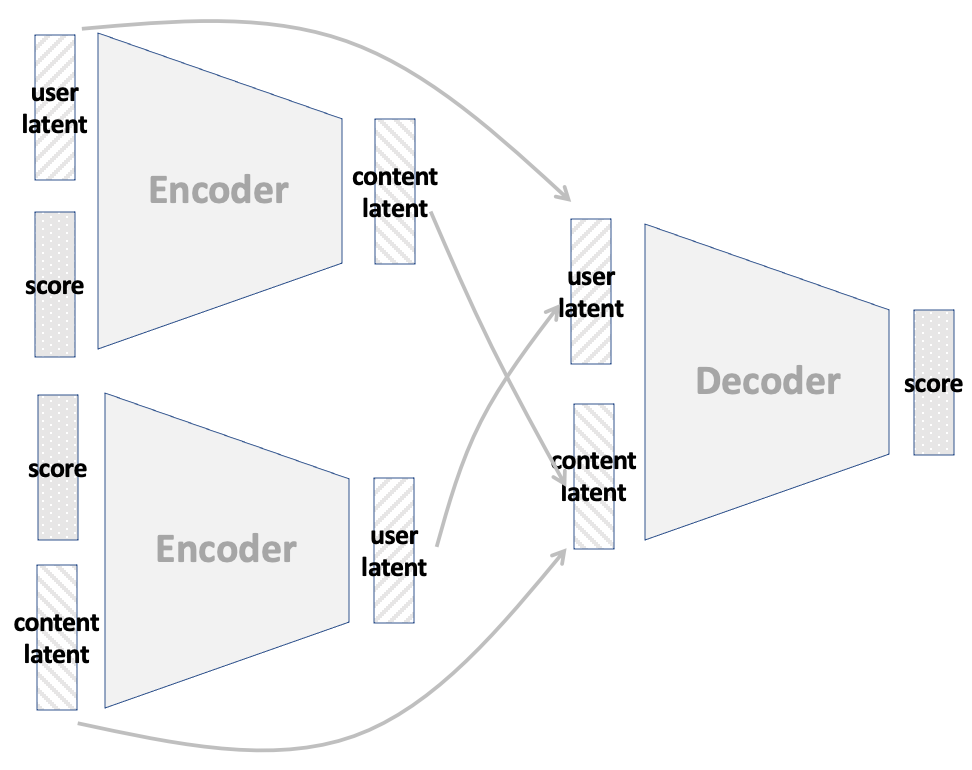 user
latent
Encoder
content
latent
score
score
Encoder
user
latent
content
latent
user
latent
content
latent
Decoder
score